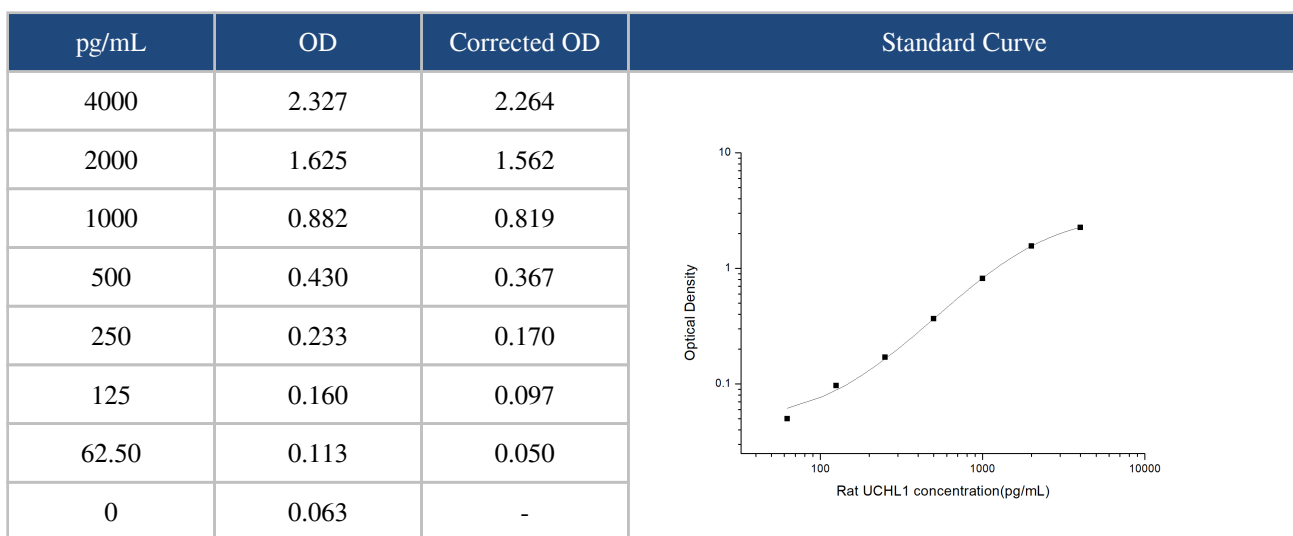 pg/mL OD Corrected OD Standard Curve
4000 2.327 2.264
2000 1.625 1.562
1000 0.882 0.819
500 0.430 0.367
250 0.233 0.170
125 0.160 0.097
62.50 0.113 0.050
0 0.063 -
10
1
0.1
Optical Density
100 1000 10000
Rat UCHL1 concentration(pg/mL)